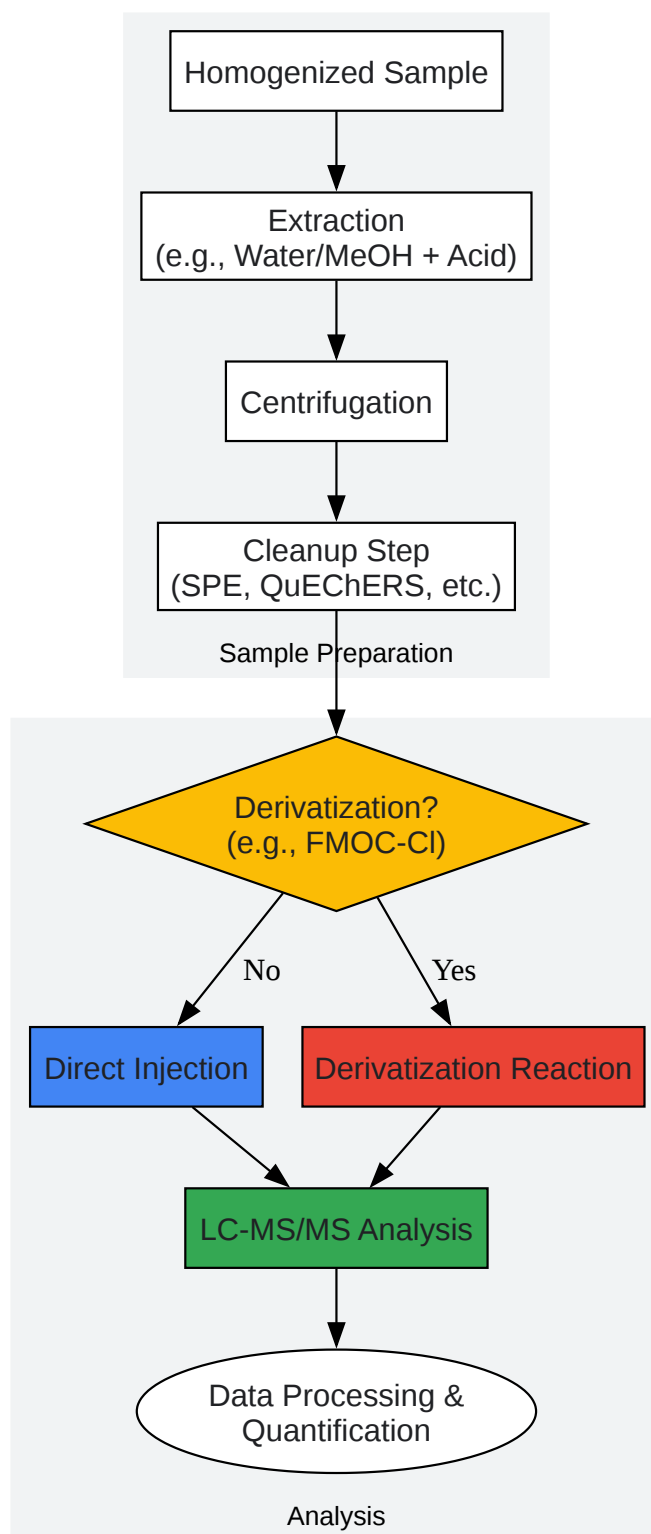 Homogenized Sample
Extraction
(e.g., Water/MeOH + Acid)
Centrifugation
Cleanup Step
(SPE, QuEChERS, etc.)
Sample Preparation
Derivatization?
(e.g., FMOC-Cl)
No
Yes
Direct Injection
Derivatization Reaction
LC-MS/MS Analysis
Data Processing &
Quantification
Analysis